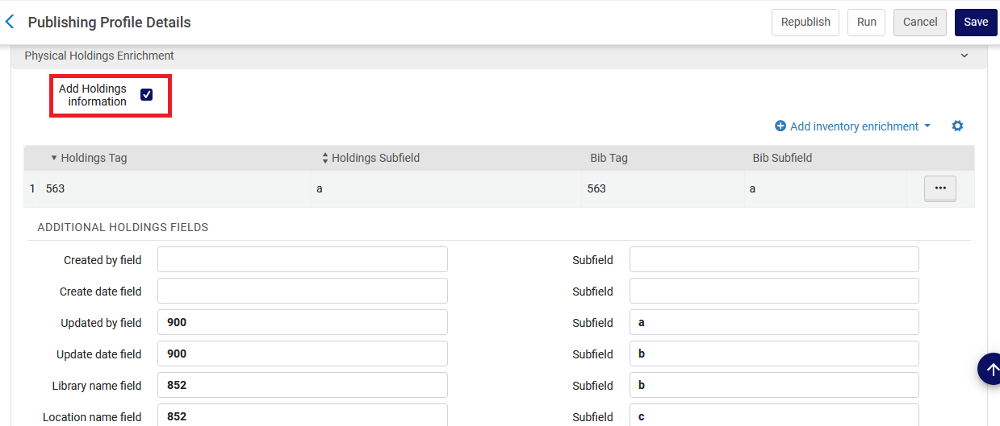 Publishing Profile Details
Republish Run Cancel Save
Physical Holdings Enrichment
Add Holdings
information
Add inventory enrichment
Holdings Tag Holdings Subfield Bib Tag Bib Subfield
1 563 a 563 a ...
ADDITIONAL HOLDINGS FIELDS
Created by field Subfield
Create date field Subfield
Updated by field 900 Subfield a
Update date field 900 Subfield b
Library name field 852 Subfield b
Location name field 852 Subfield c